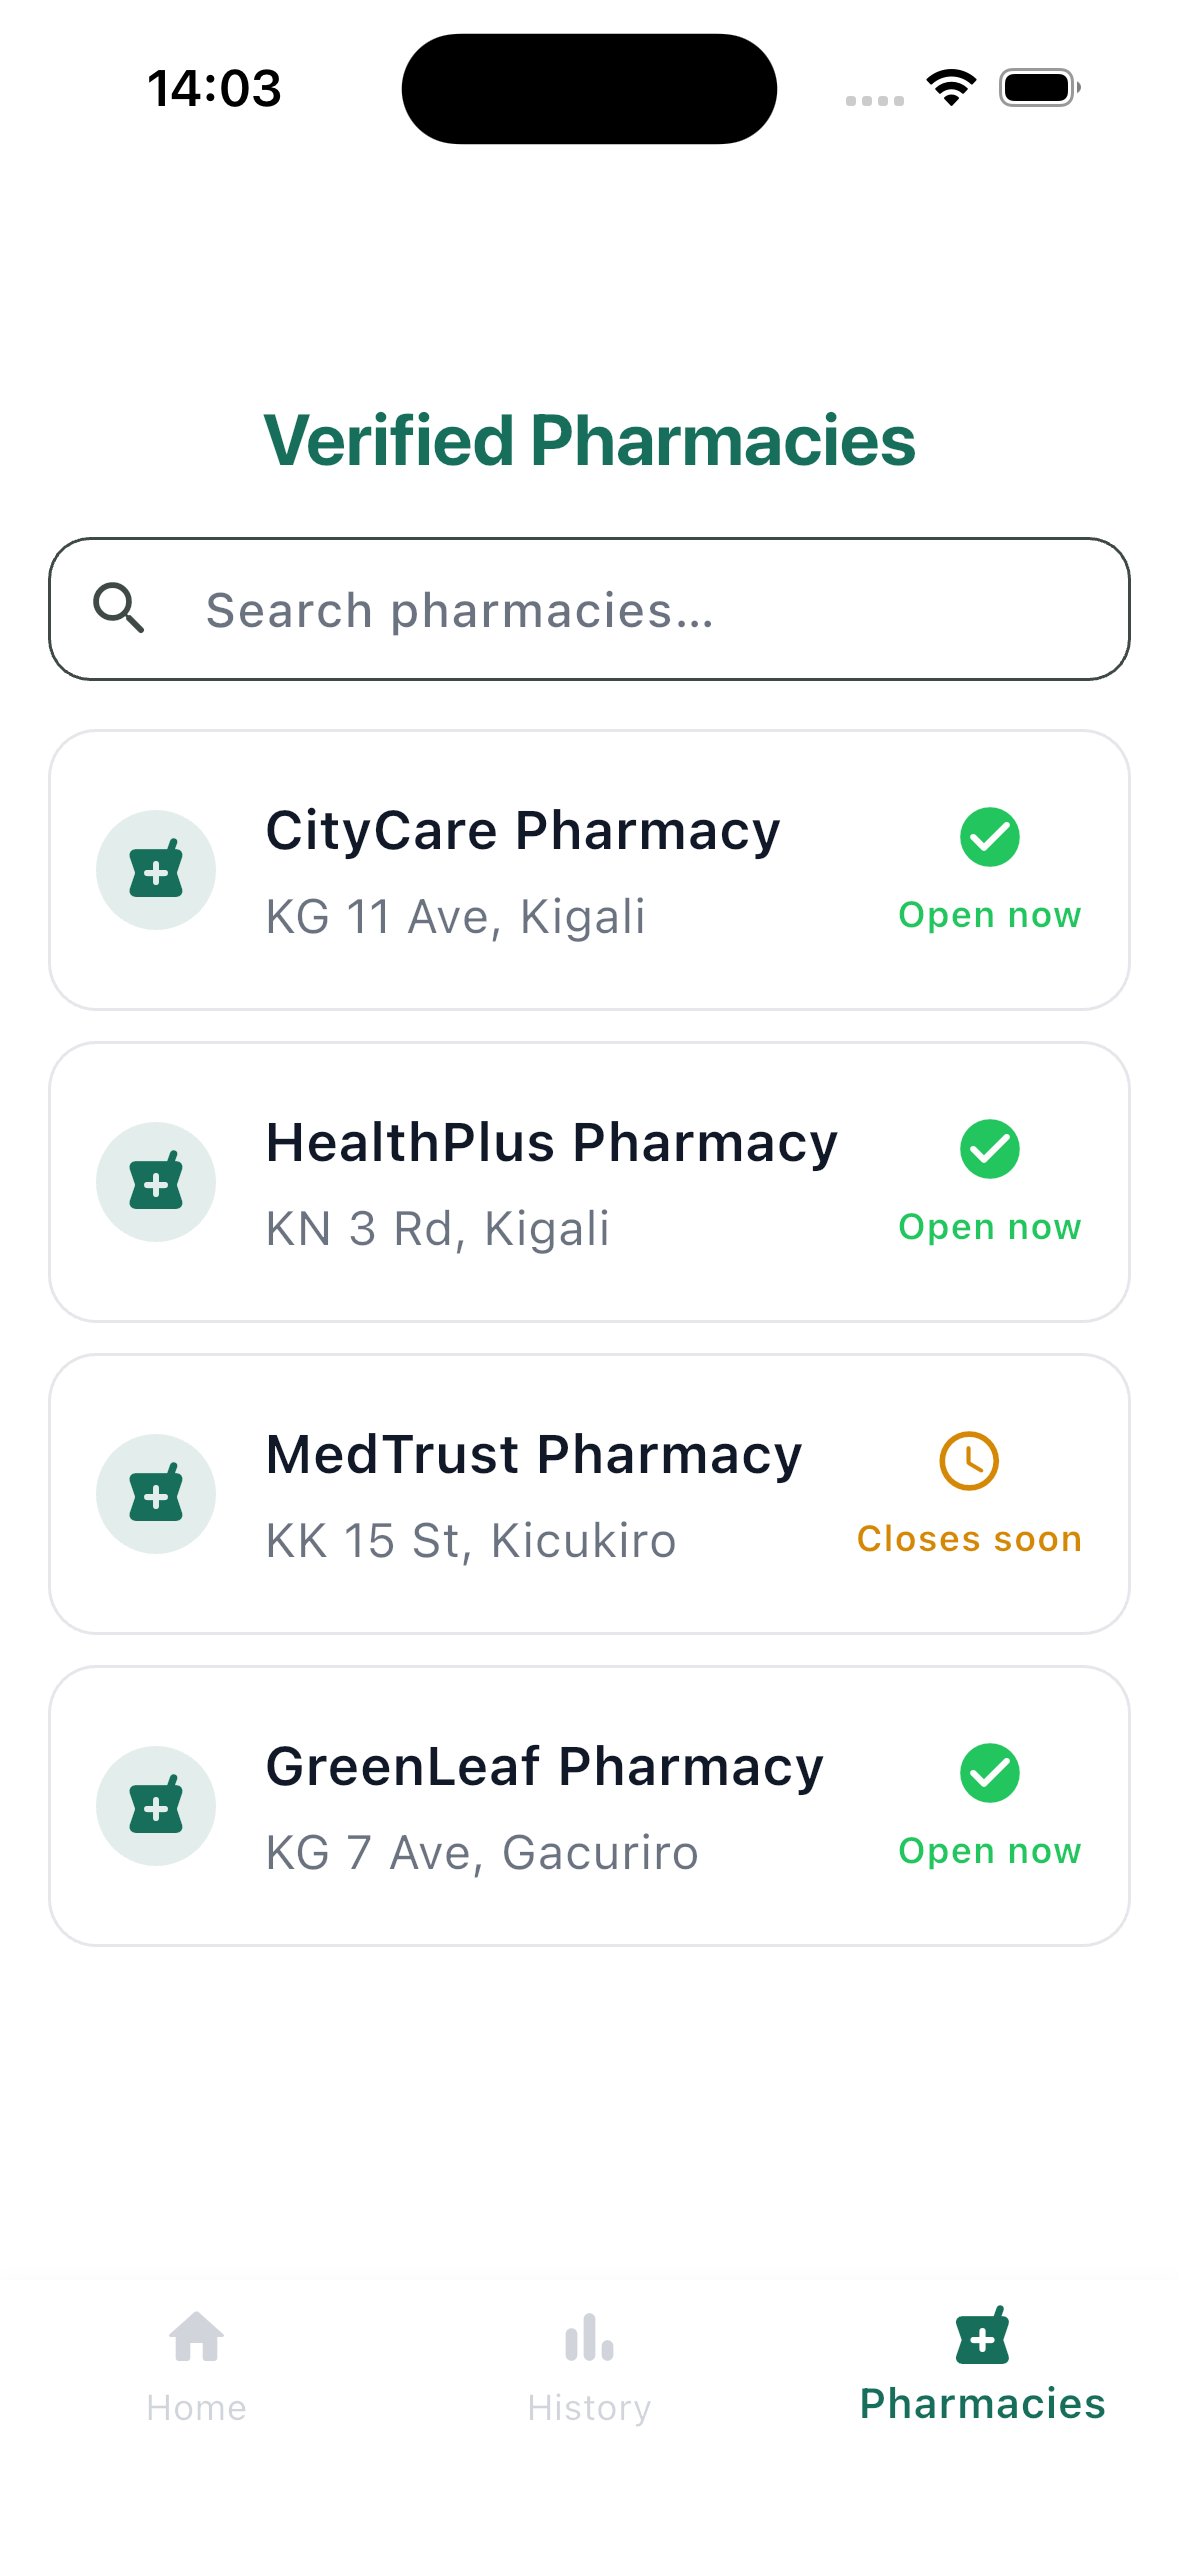 14:03
Verified Pharmacies
Search pharmacies...
CityCare Pharmacy
KG 11 Ave, Kigali
Open now
HealthPlus Pharmacy
KN 3 Rd, Kigali
Open now
MedTrust Pharmacy
KK 15 St, Kicukiro
Closes soon
GreenLeaf Pharmacy
KG 7 Ave, Gacuriro
Open now
Home
History
Pharmacies